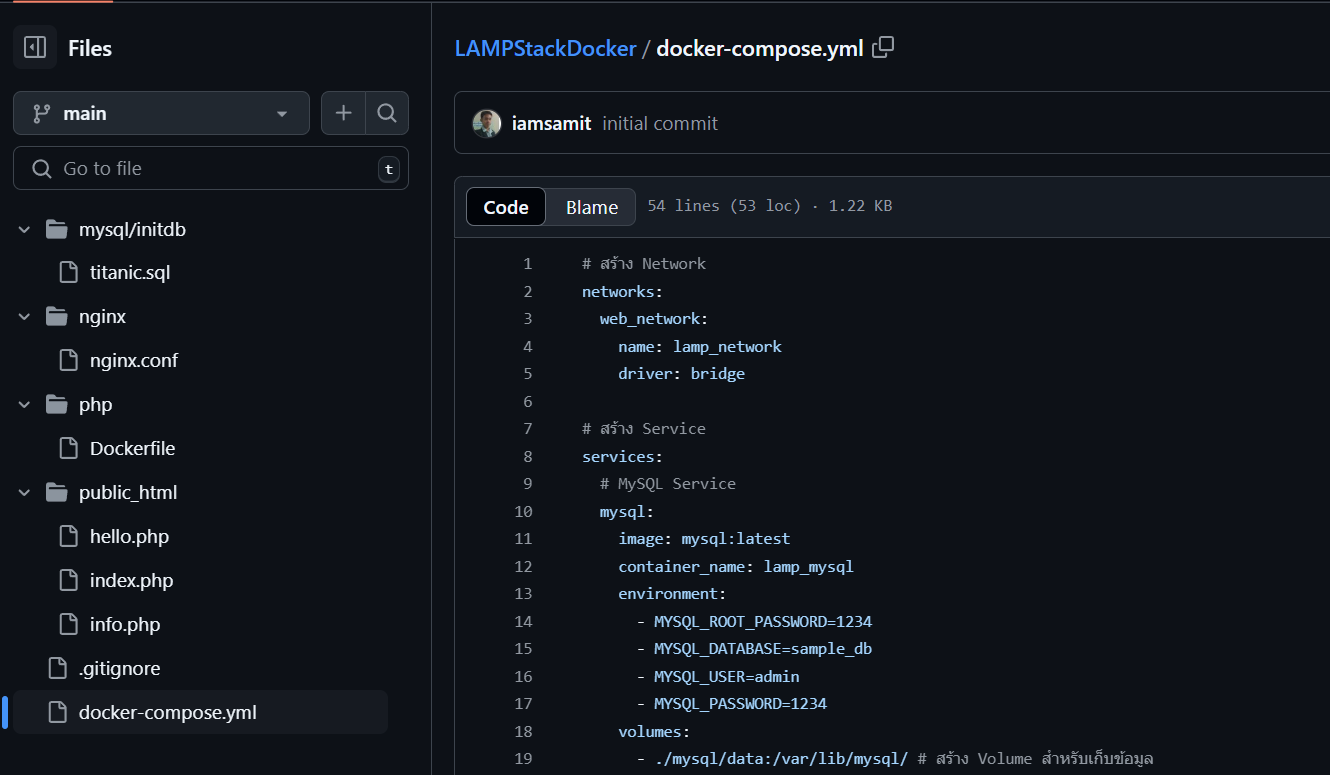 Files
main
Go to file
t
mysql/initdb
titanic.sql
nginx
nginx.conf
php
Dockerfile
public_html
hello.php
index.php
info.php
.gitignore
docker-compose.yml
LAMPStackDocker / docker-compose.yml
iamsamit initial commit
Code Blame 54 lines (53 loc) · 1.22 KB
1 # สร้าง Network
2 networks:
3 web_network:
4 name: lamp_network
5 driver: bridge
6
7 # สร้าง Service
8 services:
9 # MySQL Service
10 mysql:
11 image: mysql:latest
12 container_name: lamp_mysql
13 environment:
14 - MYSQL_ROOT_PASSWORD=1234
15 - MYSQL_DATABASE=sample_db
16 - MYSQL_USER=admin
17 - MYSQL_PASSWORD=1234
18 volumes:
19 - ./mysql/data:/var/lib/mysql/ # สร้าง Volume สำหรับเก็บข้อมูล